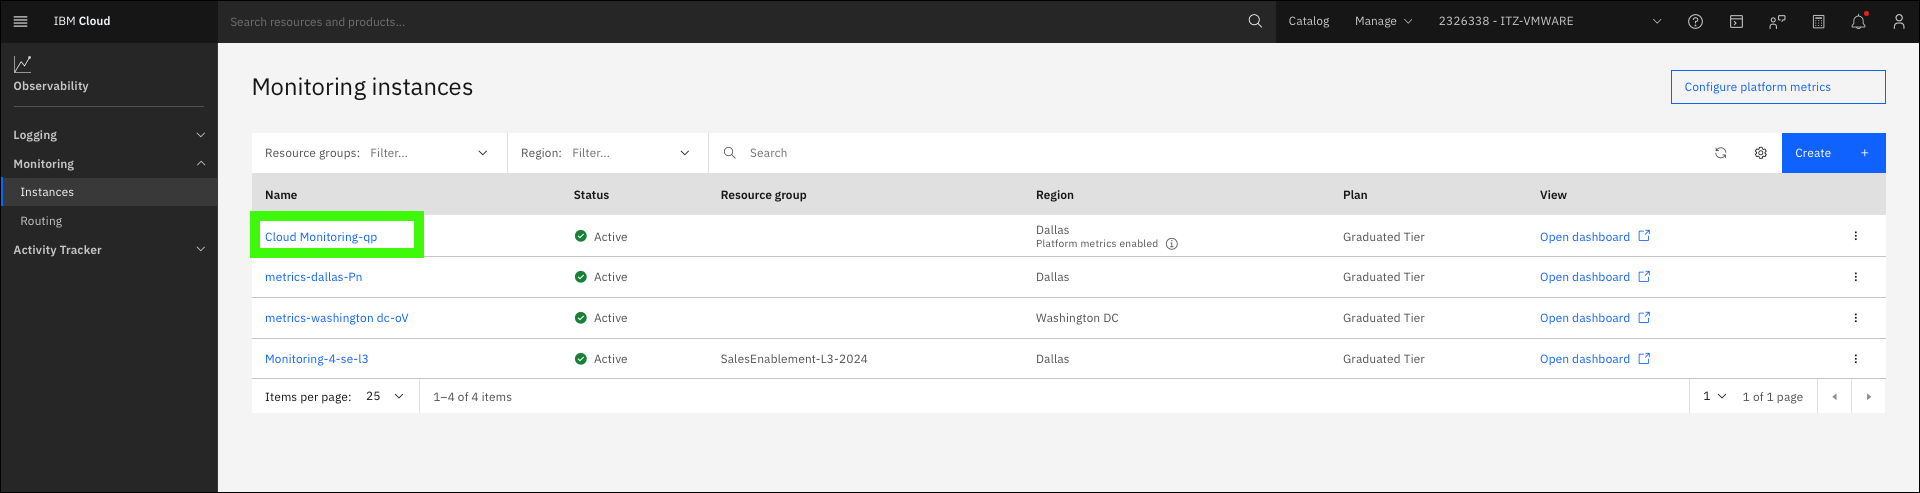 IBM Cloud
Search resources and products...
Catalog
Manage
2326338 - ITZ-VMWARE
Observability
Logging
Monitoring
Instances
Routing
Activity Tracker
Monitoring instances
Configure platform metrics
Resource groups: Filter...
Region: Filter...
Search
Create +
Name Status Resource group Region Plan View
Cloud Monitoring-qp Active Dallas Graduated Tier Open dashboard
Platform metrics enabled
metrics-dallas-Pn Active Dallas Graduated Tier Open dashboard
metrics-washington dc-oV Active Washington DC Graduated Tier Open dashboard
Monitoring-4-se-l3 Active SalesEnablement-L3-2024 Dallas Graduated Tier Open dashboard
Items per page: 25 1–4 of 4 items 1 1 of 1 page